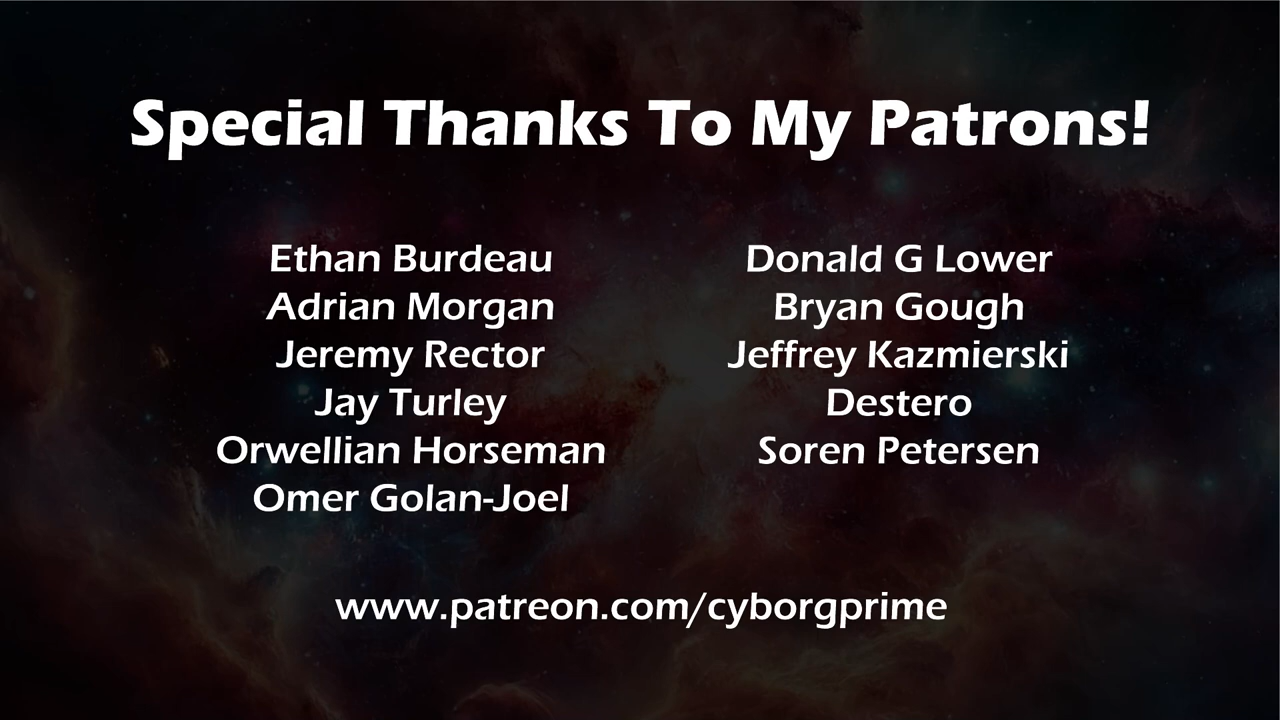 Special Thanks To My Patrons!
Ethan Burdeau
Adrian Morgan
Jeremy Rector
Jay Turley
Orwellian Horseman
Omer Golan-Joel
Donald G Lower
Bryan Gough
Jeffrey Kazmierski
Destero
Soren Petersen
www.patreon.com/cyborgprime